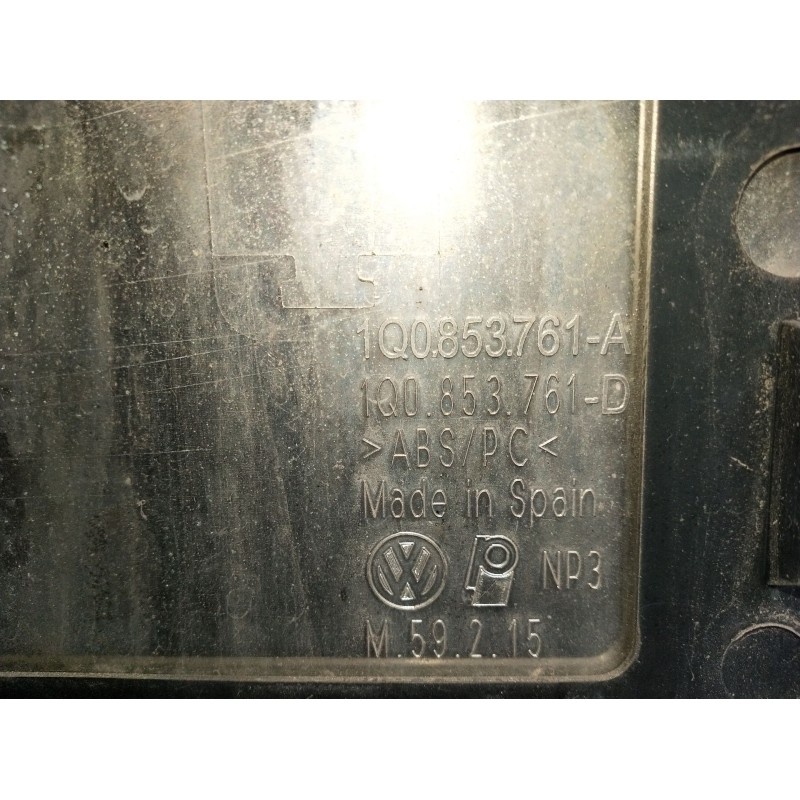 1Q0.853.761-A
1Q0.853.761-D
>ABS/PC<
Made in Spain
NP3
M.59.2.15